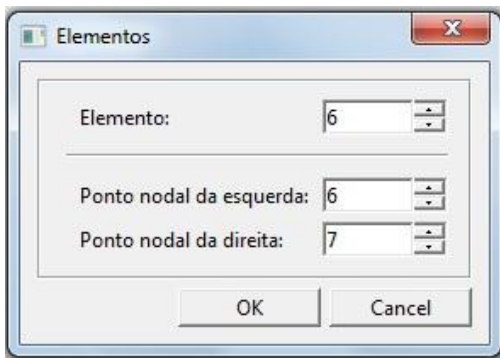 Elementos
Elemento: 6
Ponto nodal da esquerda: 6
Ponto nodal da direita: 7
OK Cancel